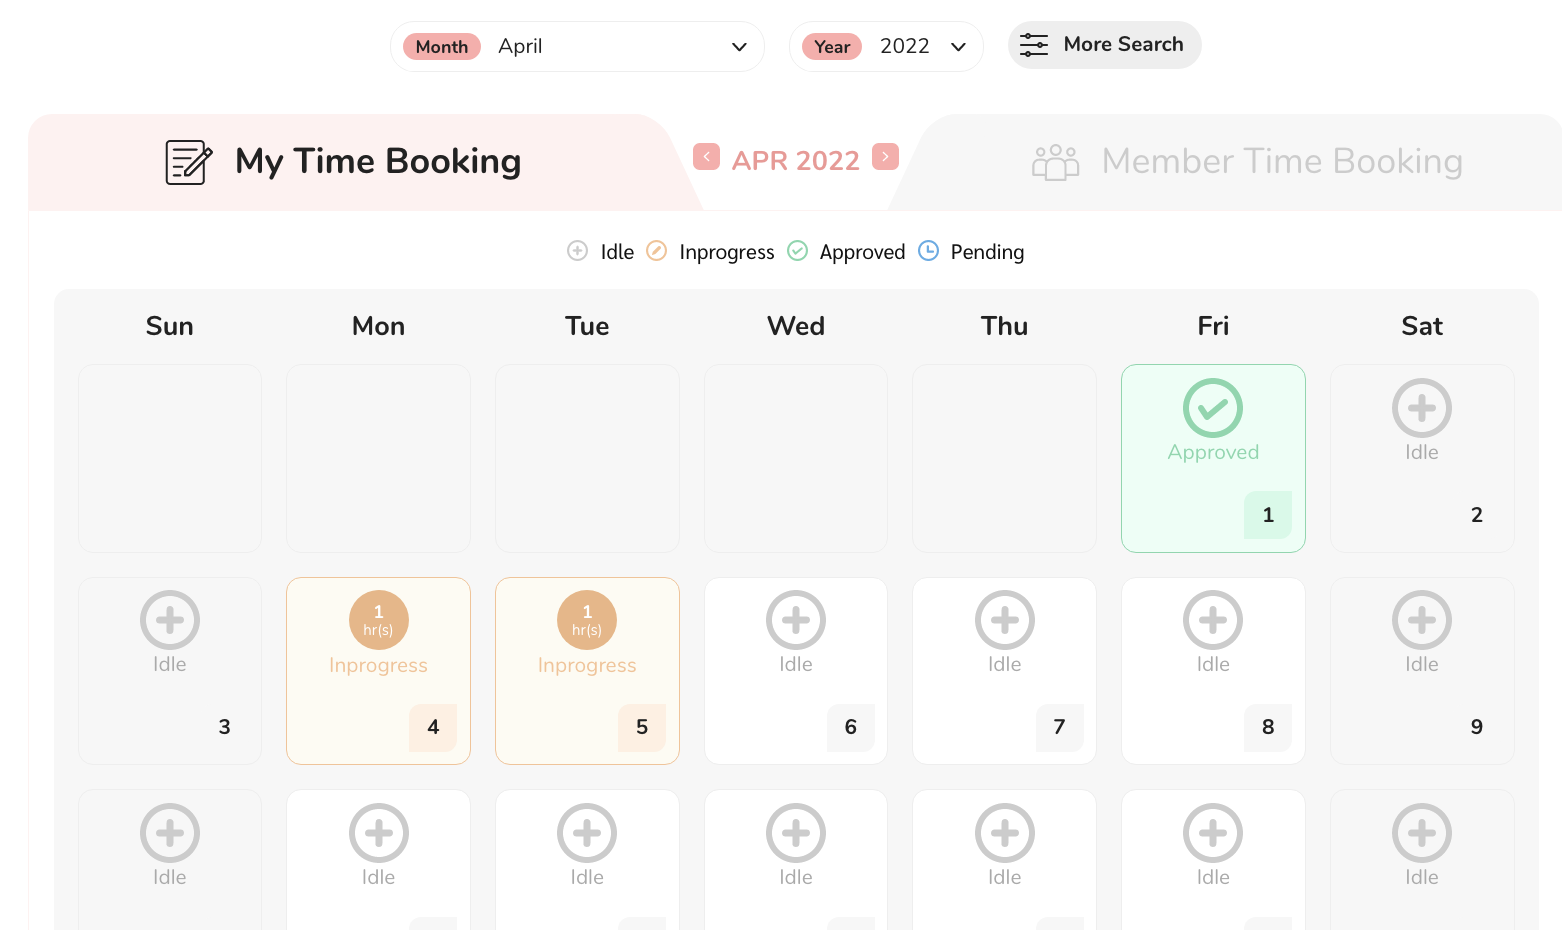 Month April Year 2022 More Search
My Time Booking APR 2022 Member Time Booking
Idle Inprogress Approved Pending
Sun Mon Tue Wed Thu Fri Sat
Approved Idle
1 2
1 1
hr(s) hr(s)
Idle Inprogress Inprogress Idle Idle Idle Idle
3 4 5 6 7 8 9
Idle Idle Idle Idle Idle Idle Idle